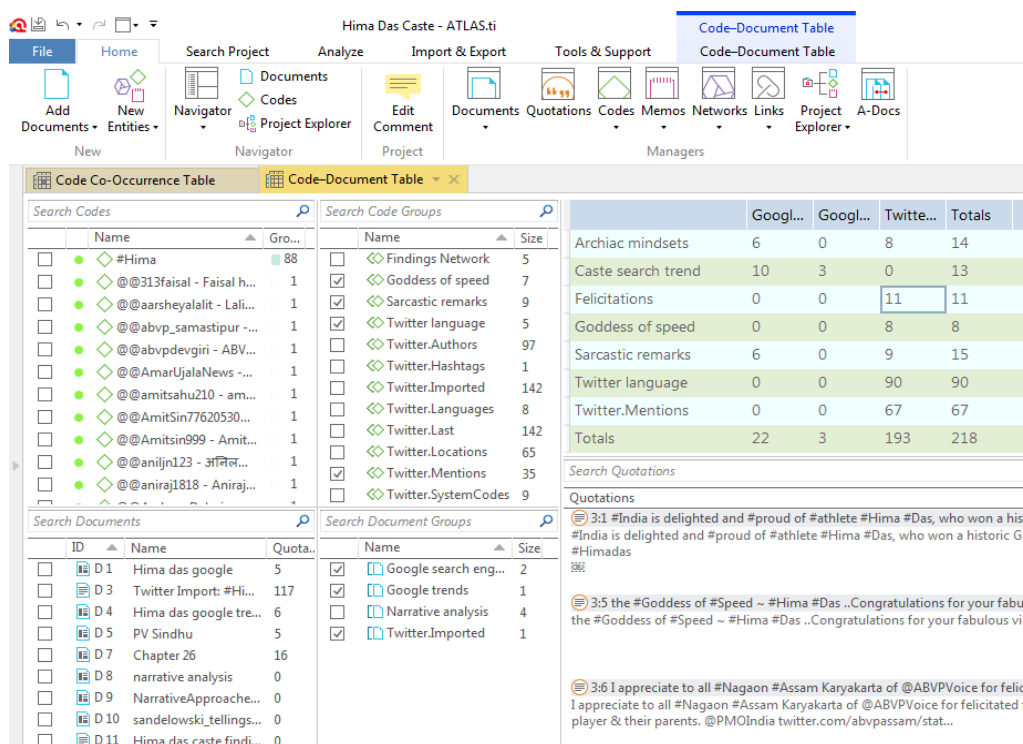 Hima Das Caste - ATLAS.ti
Code–Document Table
File Home Search Project Analyze Import & Export Tools & Support Code–Document Table
Add Documents
New Entities
New
Navigator
Documents
Codes
Project Explorer
Navigator
Edit Comment
Project
Documents Quotations Codes Memos Networks Links Project Explorer A-Docs
Managers
Code Co-Occurrence Table
Code–Document Table
Search Codes
Name Gro...
#Hima 88
@@313faisal - Faisal h... 1
@@aarsheyalalit - Lali... 1
@@abvp_samastipur -... 1
@@abvpdevgiri - ABV... 1
@@AmarUjalaNews -... 1
@@amitsahu210 - am... 1
@@AmitSin77620530... 1
@@Amitsin999 - Amit... 1
@@aniljn123 - अनिल... 1
@@aniraj1818 - Aniraj... 1
Search Code Groups
Name Size
Findings Network 5
Goddess of speed 7
Sarcastic remarks 9
Twitter language 5
Twitter.Authors 97
Twitter.Hashtags 1
Twitter.Imported 142
Twitter.Languages 8
Twitter.Last 142
Twitter.Locations 65
Twitter.Mentions 35
Twitter.SystemCodes 9
Googl... Googl... Twitte... Totals
Archiac mindsets 6 0 8 14
Caste search trend 10 3 0 13
Felicitations 0 0 11 11
Goddess of speed 0 0 8 8
Sarcastic remarks 6 0 9 15
Twitter language 0 0 90 90
Twitter.Mentions 0 0 67 67
Totals 22 3 193 218
Search Documents
ID Name Quota..
D 1 Hima das google 5
D 3 Twitter Import: #Hi... 117
D 4 Hima das google tre... 6
D 5 PV Sindhu 5
D 7 Chapter 26 16
D 8 narrative analysis 0
D 9 NarrativeApproache... 0
D 10 sandelowski_tellings... 0
D 11 Hima das caste findi... 0
Search Document Groups
Name Size
Google search eng... 2
Google trends 1
Narrative analysis 4
Twitter.Imported 1
Search Quotations
Quotations
3:1 #India is delighted and #proud of #athlete #Hima #Das, who won a his
#India is delighted and #proud of #athlete #Hima #Das, who won a historic G
#Himadas
3:5 the #Goddess of #Speed ~ #Hima #Das ..Congratulations for your fabu
the #Goddess of #Speed ~ #Hima #Das ..Congratulations for your fabulous vi
3:6 I appreciate to all #Nagaon #Assam Karyakarta of @ABVPVoice for felic
I appreciate to all #Nagaon #Assam Karyakarta of @ABVPVoice for felicitated
player & their parents. @PMOIndia twitter.com/abvpassam/stat...